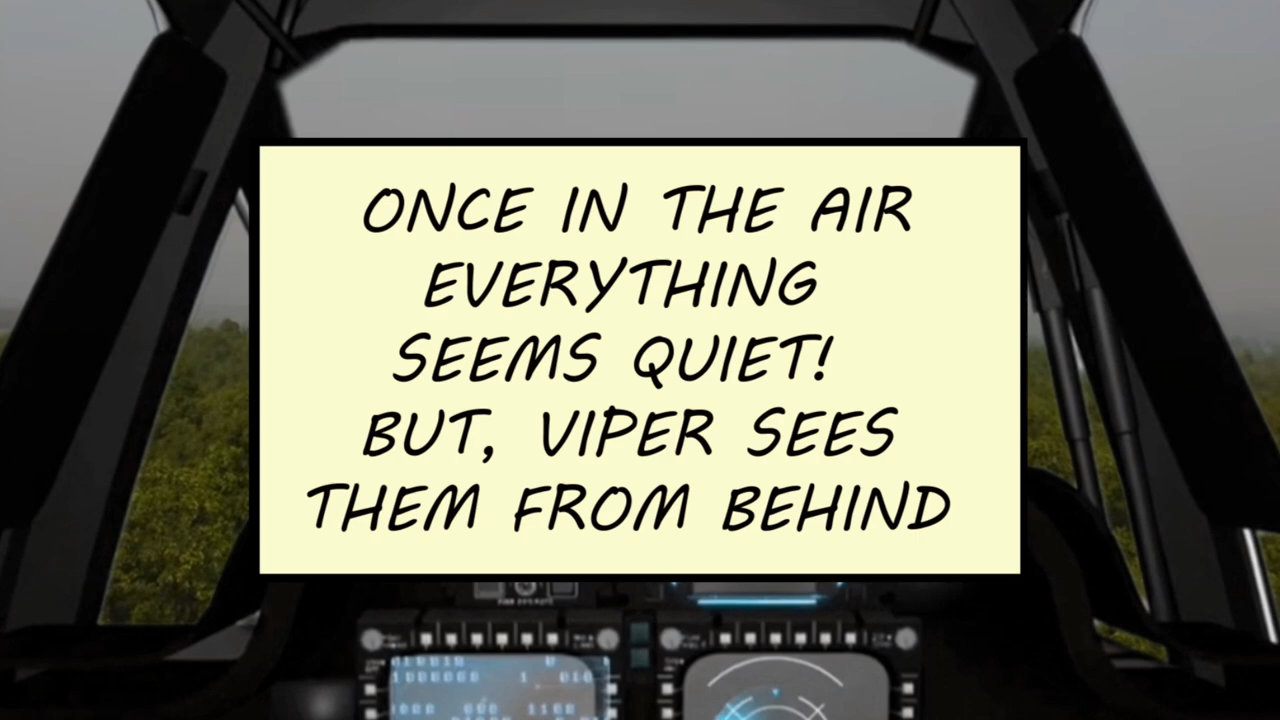 ONCE IN THE AIR
EVERYTHING
SEEMS QUIET!
BUT, VIPER SEES
THEM FROM BEHIND